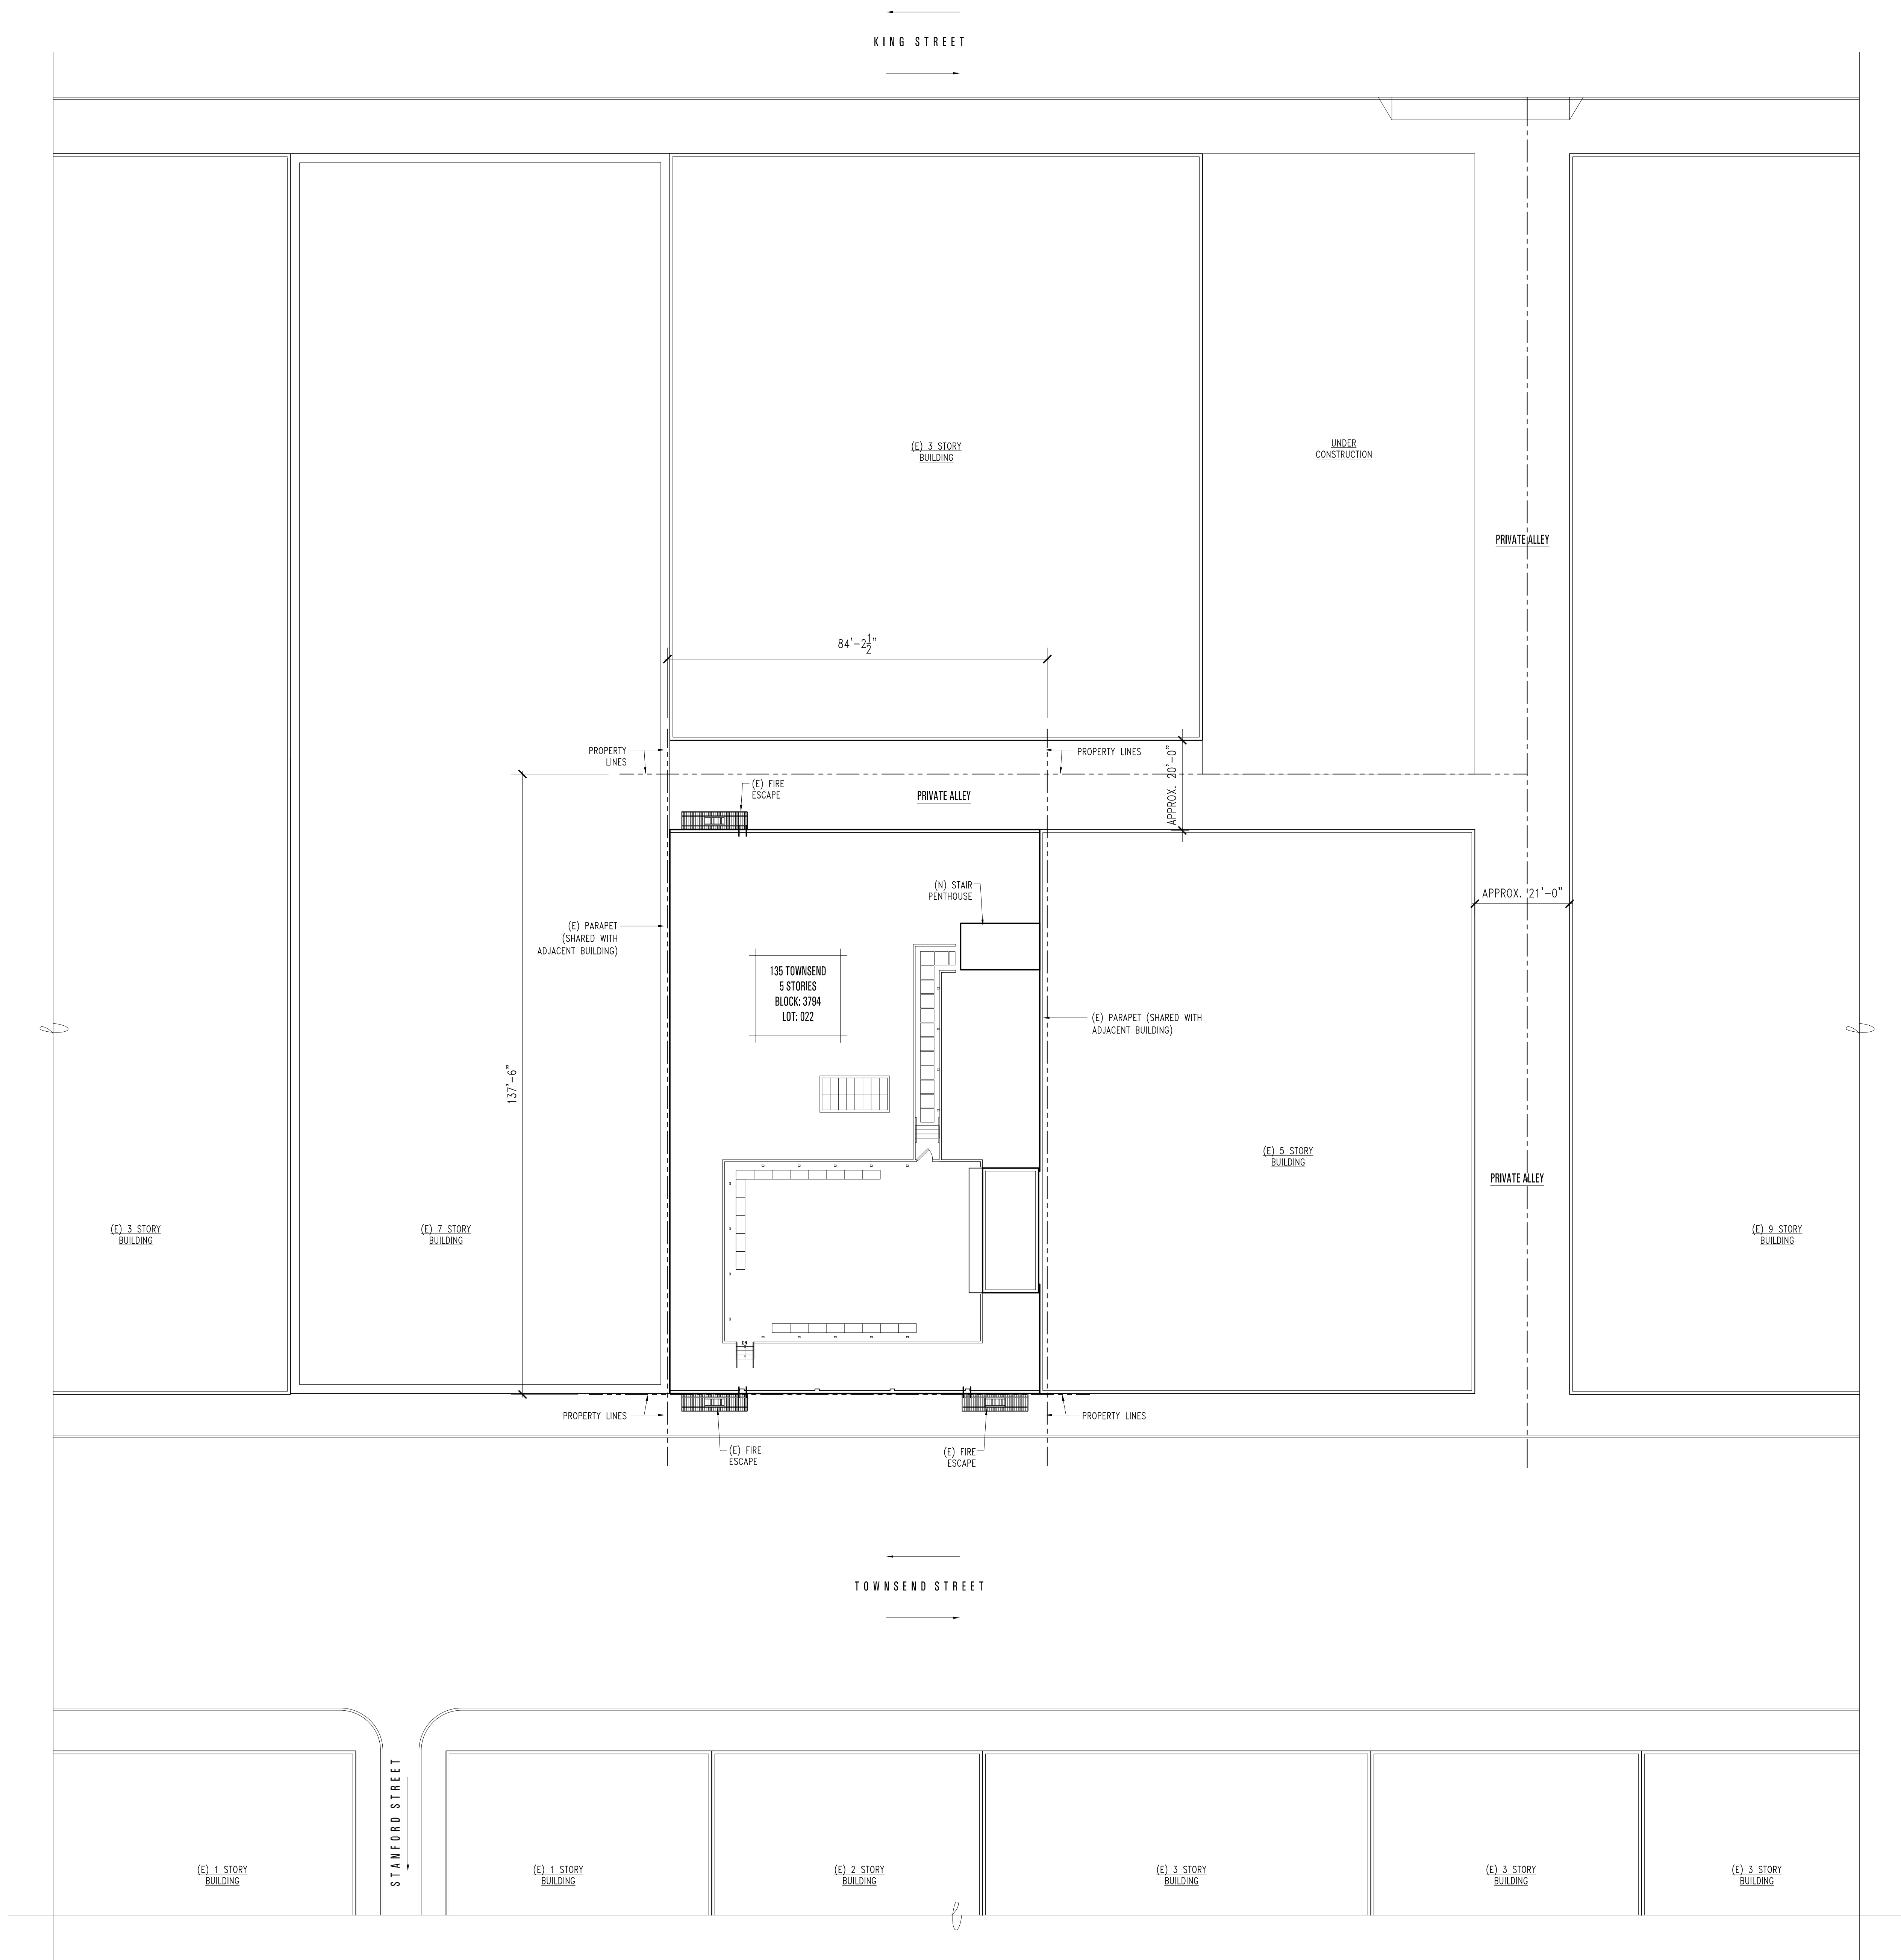 KING STREET
(E) 3 STORY
BUILDING
UNDER
CONSTRUCTION
PRIVATE ALLEY
84'-2 1/2"
PROPERTY
LINES
PROPERTY LINES
APPROX. 20'-0"
(E) FIRE
ESCAPE
PRIVATE ALLEY
(N) STAIR
PENTHOUSE
APPROX. 21'-0"
(E) PARAPET
(SHARED WITH
ADJACENT BUILDING)
135 TOWNSEND
5 STORIES
BLOCK: 3794
LOT: 022
(E) PARAPET (SHARED WITH
ADJACENT BUILDING)
137'-6"
(E) 5 STORY
BUILDING
PRIVATE ALLEY
(E) 3 STORY
BUILDING
(E) 7 STORY
BUILDING
(E) 9 STORY
BUILDING
DN
PROPERTY LINES
PROPERTY LINES
(E) FIRE
ESCAPE
(E) FIRE
ESCAPE
TOWNSEND STREET
STANFORD STREET
(E) 1 STORY
BUILDING
(E) 1 STORY
BUILDING
(E) 2 STORY
BUILDING
(E) 3 STORY
BUILDING
(E) 3 STORY
BUILDING
(E) 3 STORY
BUILDING